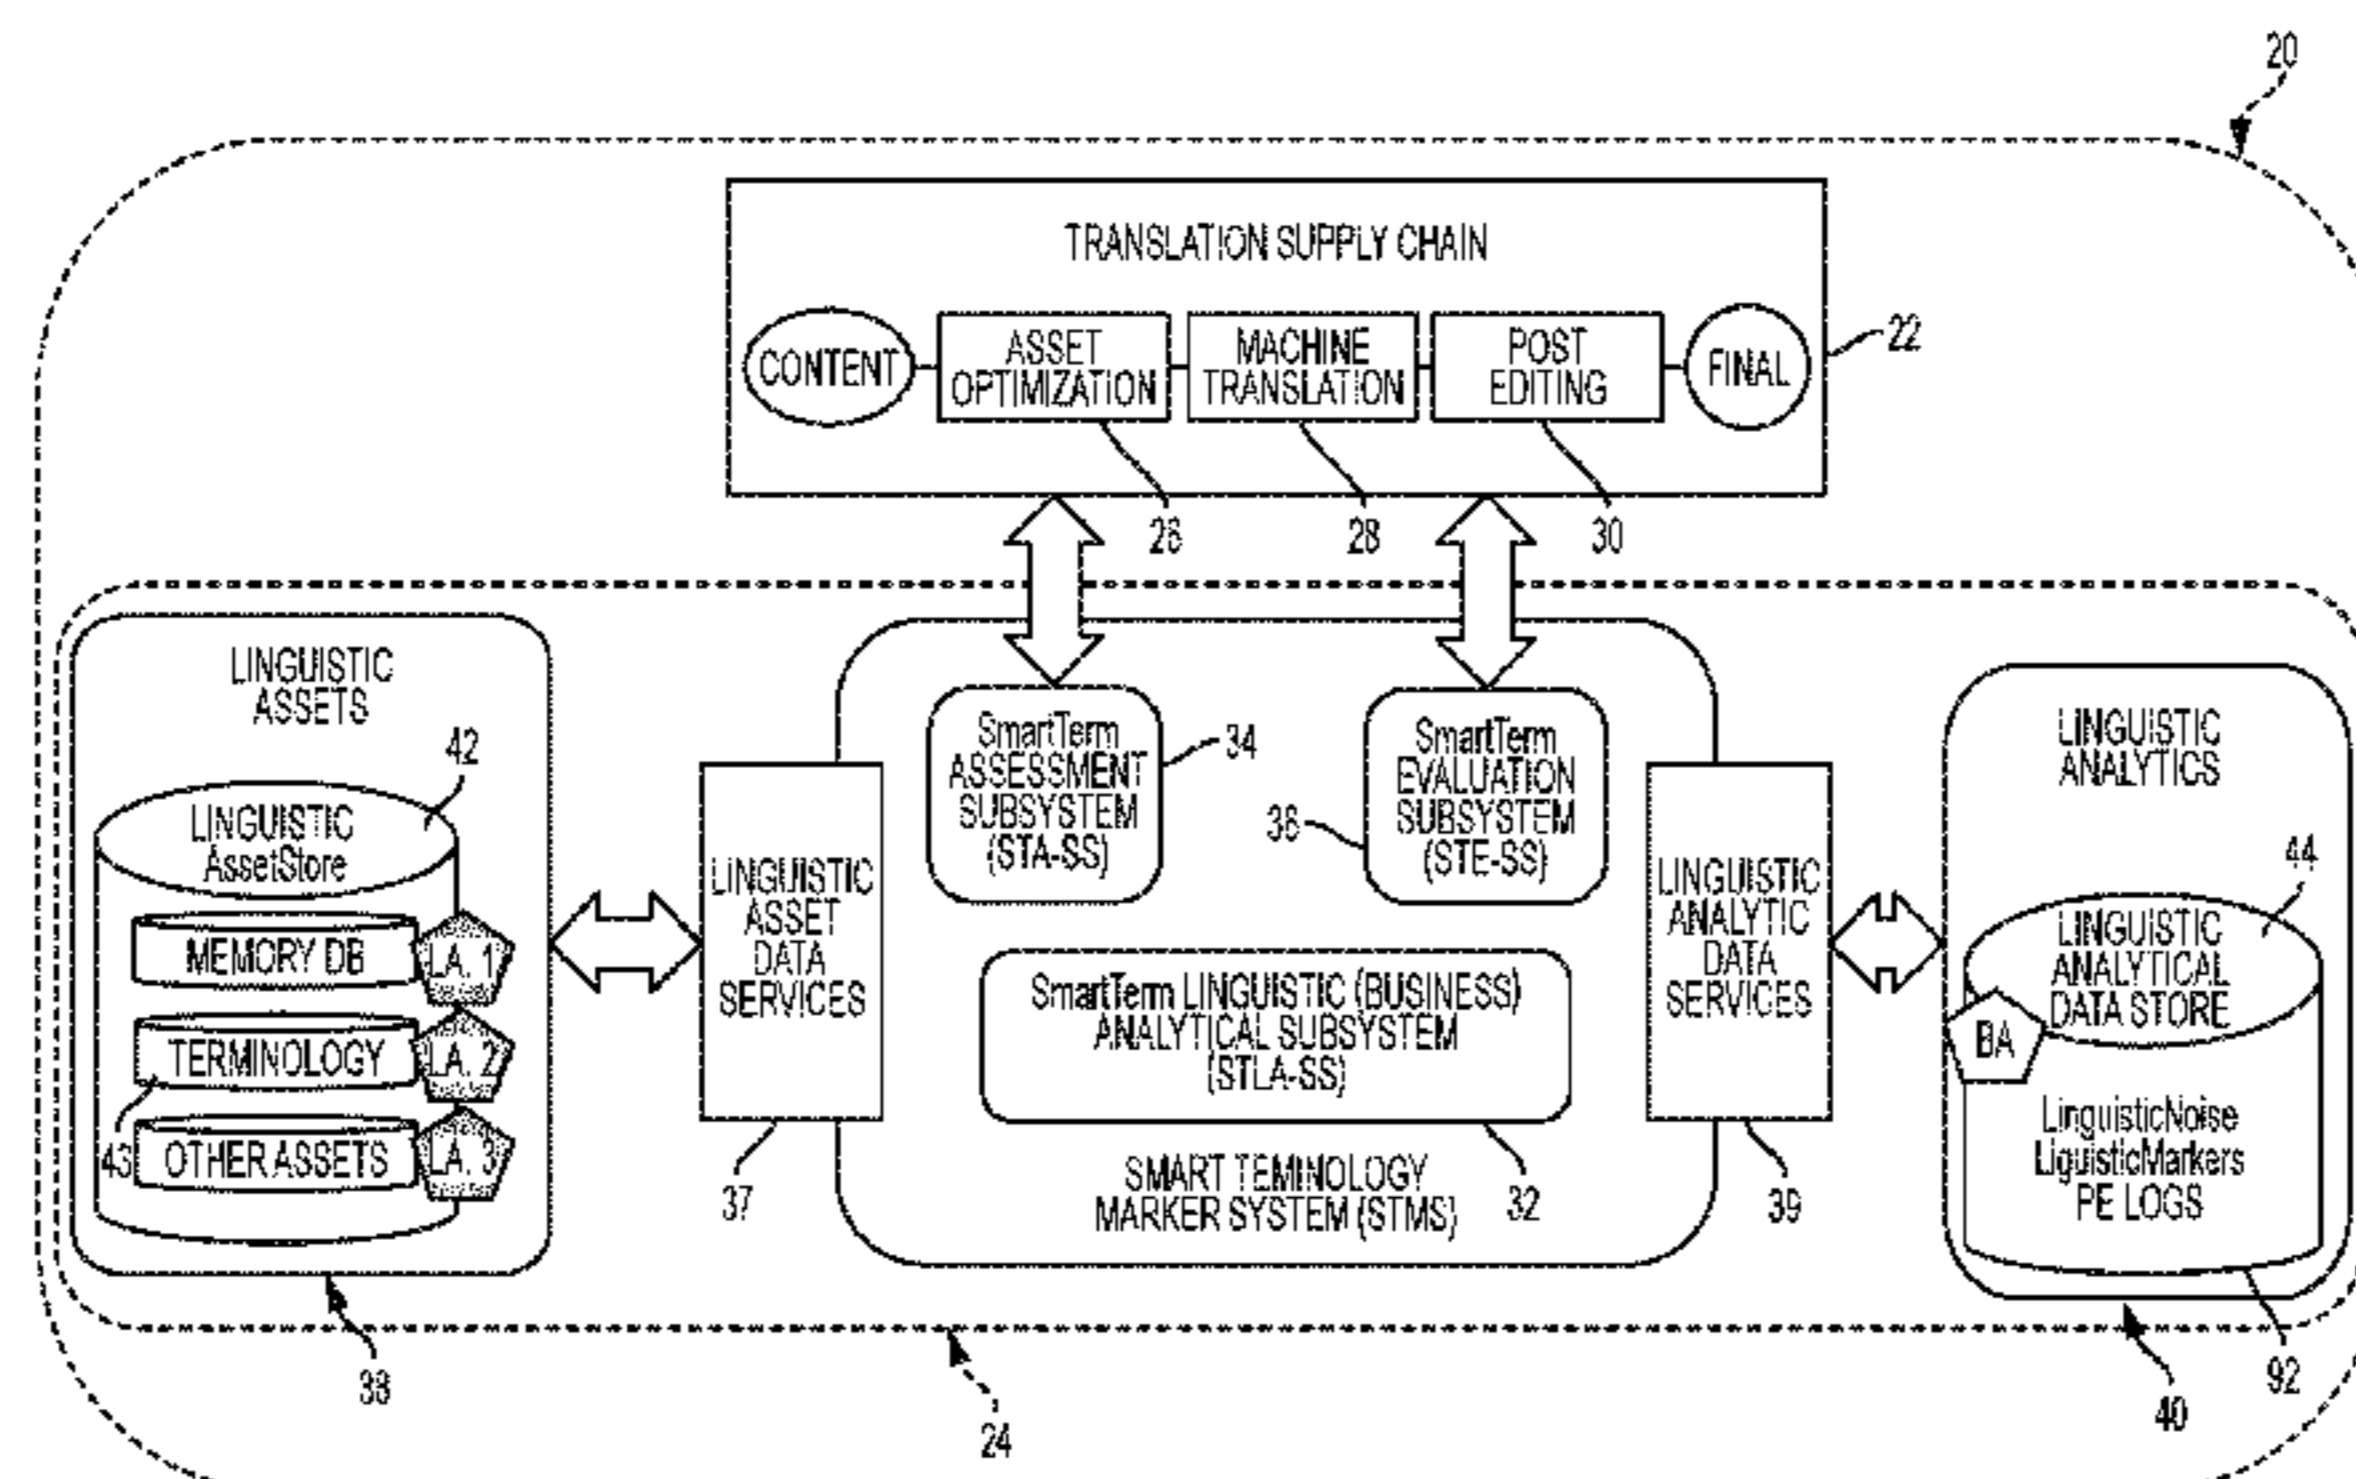 20
TRANSLATION SUPPLY CHAIN
CONTENT
ASSET
OPTIMIZATION
MACHINE
TRANSLATION
POST
EDITING
FINAL
22
26
28
30
LINGUISTIC
ASSETS
42
LINGUISTIC
AssetStore
MEMORY DB
LA. 1
TERMINOLOGY
LA. 2
43
OTHER ASSETS
LA. 3
38
LINGUISTIC
ASSET
DATA
SERVICES
37
SmartTerm
ASSESSMENT
SUBSYSTEM
(STA-SS)
34
SmartTerm
EVALUATION
SUBSYSTEM
(STE-SS)
36
SmartTerm LINGUISTIC (BUSINESS)
ANALYTICAL SUBSYSTEM
(STLA-SS)
32
SMART TEMINOLOGY
MARKER SYSTEM (STMS)
LINGUISTIC
ANALYTIC
DATA
SERVICES
39
LINGUISTIC
ANALYTICS
44
LINGUISTIC
ANALYTICAL
DATA STORE
BA
LinguisticNoise
LiguisticMarkers
PE LOGS
92
40
24